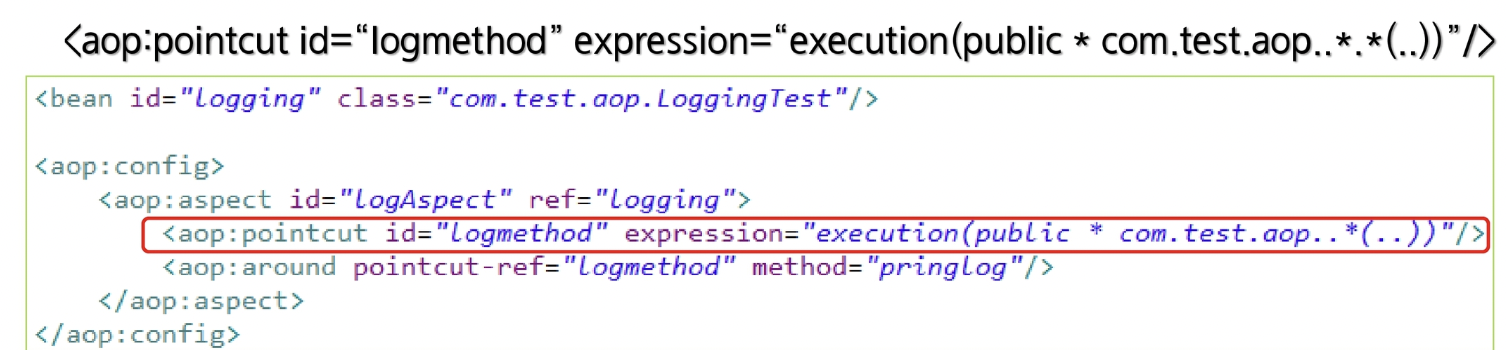 <aop:pointcut id=“logmethod” expression=“execution(public * com.test.aop..*.*(..))”/>
<bean id="logging" class="com.test.aop.LoggingTest"/>
<aop:config>
<aop:aspect id="logAspect" ref="logging">
<aop:pointcut id="logmethod" expression="execution(public * com.test.aop..*(..))"/>
<aop:around pointcut-ref="logmethod" method="pringlog"/>
</aop:aspect>
</aop:config>